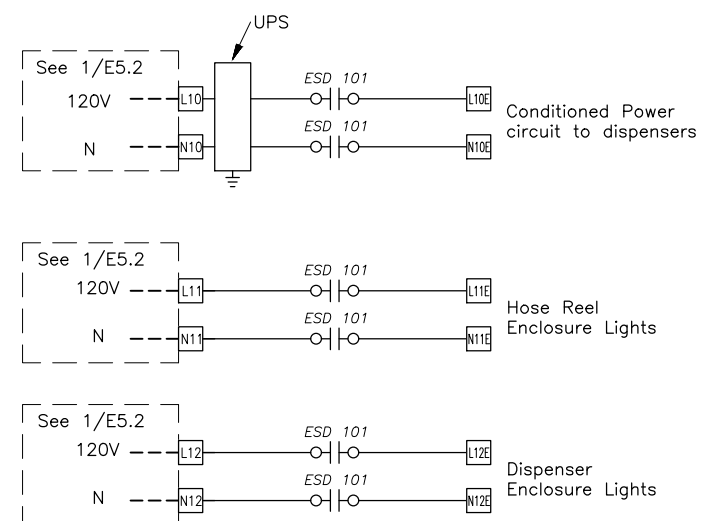 UPS
See 1/E5.2
120V
L10
ESD 101
L10E
N
N10
ESD 101
N10E
Conditioned Power
circuit to dispensers
See 1/E5.2
120V
L11
ESD 101
L11E
N
N11
ESD 101
N11E
Hose Reel
Enclosure Lights
See 1/E5.2
120V
L12
ESD 101
L12E
N
N12
ESD 101
N12E
Dispenser
Enclosure Lights